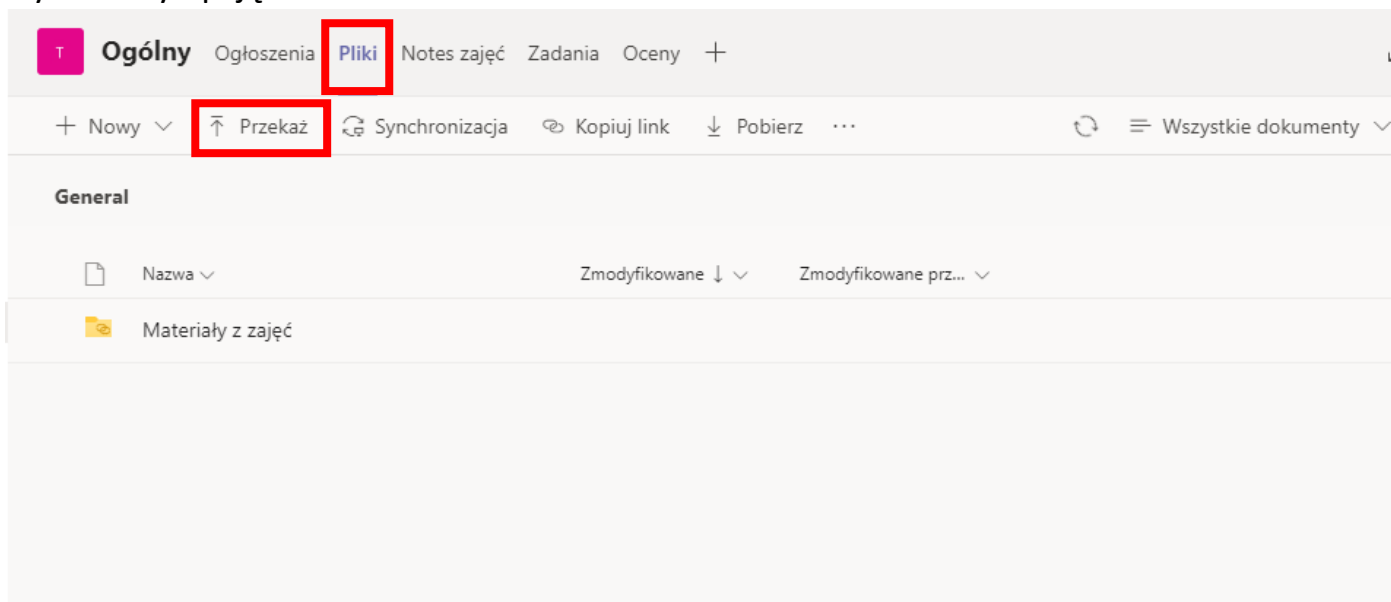 T Ogólny Ogłoszenia Pliki Notes zajęć Zadania Oceny +
+ Nowy Przekaż Synchronizacja Kopiuj link Pobierz ... Wszystkie dokumenty
General
Nazwa Zmodyfikowane ↓ Zmodyfikowane prz...
Materiały z zajęć